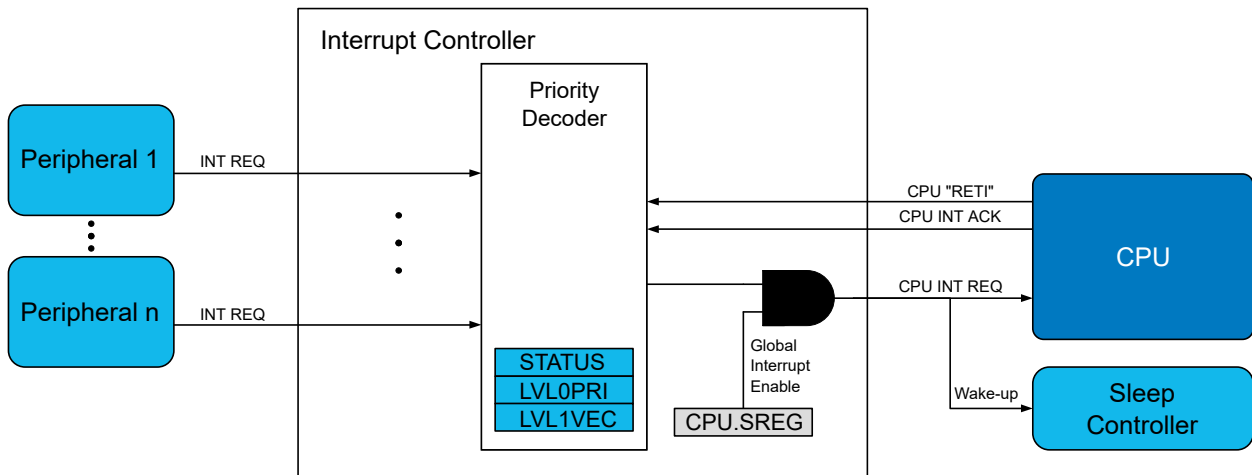 Interrupt Controller
Priority
Decoder
Peripheral 1
INT REQ
CPU "RETI"
CPU INT ACK
CPU
Peripheral n
INT REQ
CPU INT REQ
Global
Interrupt
Enable
STATUS
LVL0PRI
LVL1VEC
CPU.SREG
Wake-up
Sleep
Controller